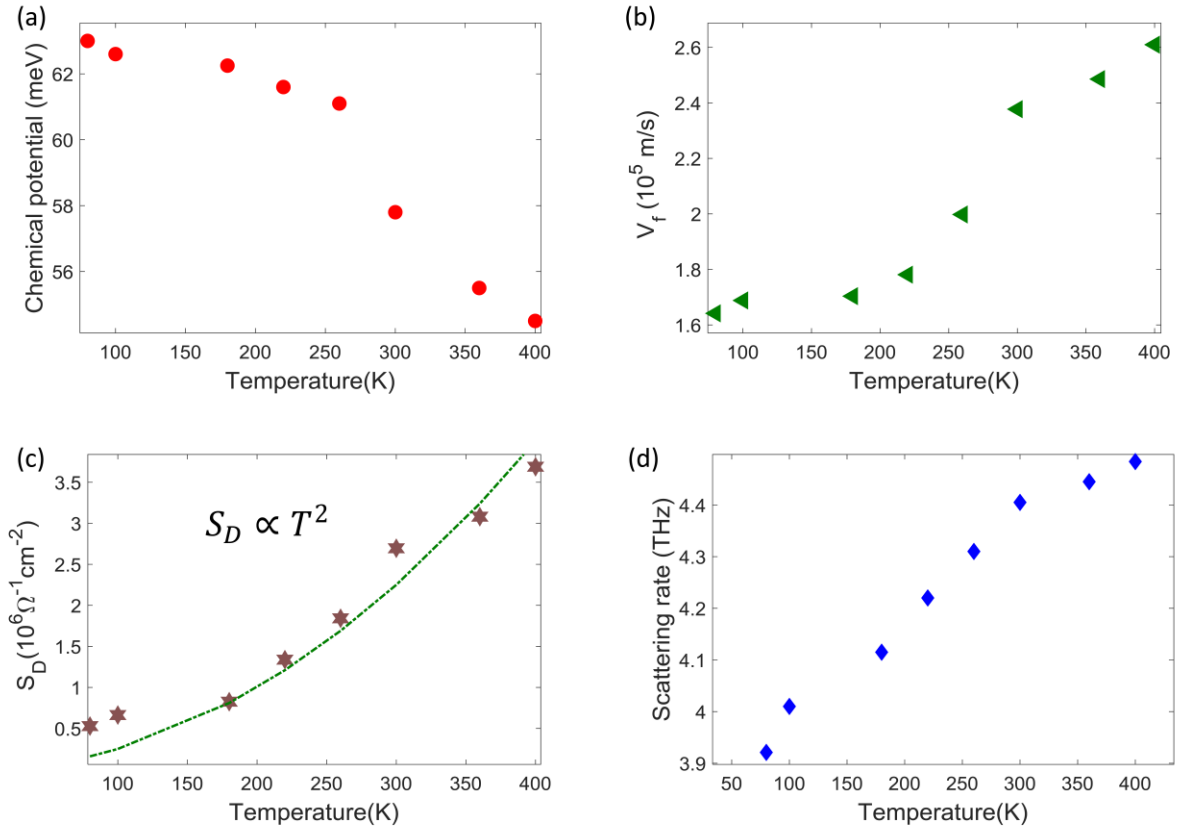 (a)
Chemical potential (meV)
62
60
58
56
100 150 200 250 300 350 400
Temperature(K)
(b)
V_f (10^5 m/s)
2.6
2.4
2.2
2
1.8
1.6
100 150 200 250 300 350 400
Temperature(K)
(c)
S_D(10^6Ω^-1cm^-2)
3.5
3
2.5
2
1.5
1
0.5
S_D ∝ T^2
100 150 200 250 300 350 400
Temperature(K)
(d)
Scattering rate (THz)
4.4
4.3
4.2
4.1
4
3.9
50 100 150 200 250 300 350 400
Temperature(K)